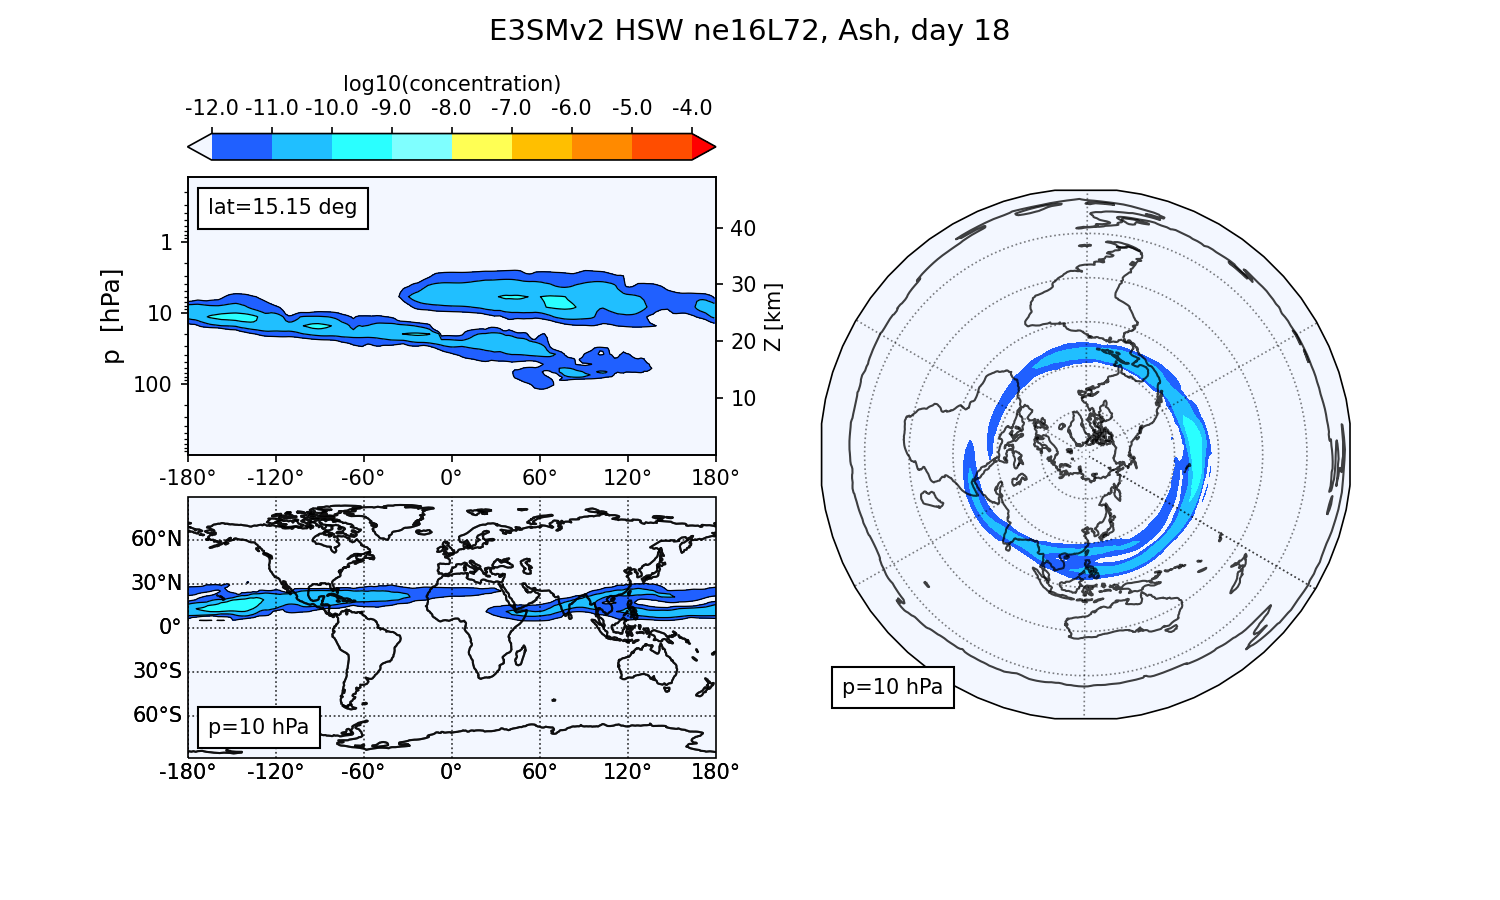 E3SMv2 HSW ne16L72, Ash, day 18
log10(concentration)
-12.0 -11.0 -10.0 -9.0 -8.0 -7.0 -6.0 -5.0 -4.0
lat=15.15 deg
p [hPa]
1
10
100
40
30
20
10
Z [km]
-180° -120° -60° 0° 60° 120° 180°
60°N
30°N
0°
30°S
60°S
p=10 hPa
-180° -120° -60° 0° 60° 120° 180°
p=10 hPa